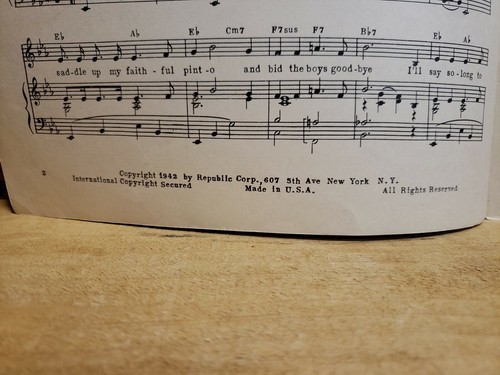 E♭ A♭ E♭ Cm7 F7sus F7 B♭7 E♭ A♭
sad-dle up my faith - ful pint - o and bid the boys good-bye I'll say so-long to
2 Copyright 1942 by Republic Corp., 607 5th Ave New York N.Y.
International Copyright Secured Made in U.S.A. All Rights Reserved